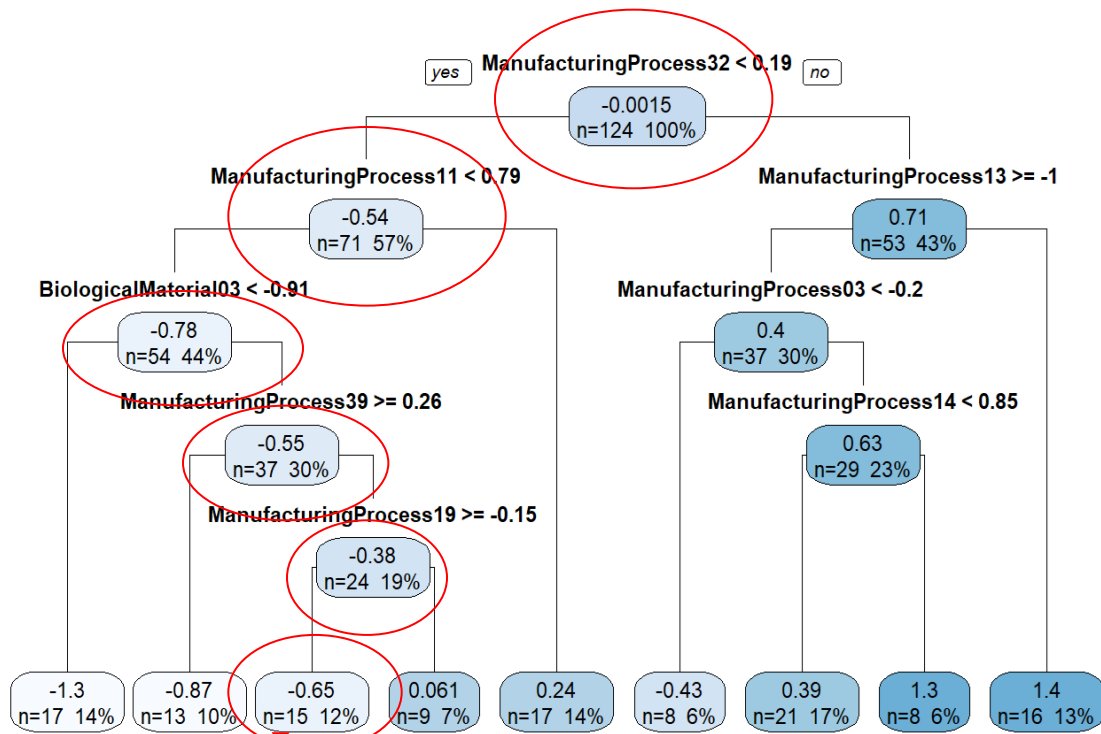 yes ManufacturingProcess32 < 0.19 no
-0.0015
n=124 100%
ManufacturingProcess11 < 0.79
ManufacturingProcess13 >= -1
-0.54
n=71 57%
0.71
n=53 43%
BiologicalMaterial03 < -0.91
ManufacturingProcess03 < -0.2
-0.78
n=54 44%
0.4
n=37 30%
ManufacturingProcess39 >= 0.26
ManufacturingProcess14 < 0.85
-0.55
n=37 30%
0.63
n=29 23%
ManufacturingProcess19 >= -0.15
-0.38
n=24 19%
-1.3
n=17 14%
-0.87
n=13 10%
-0.65
n=15 12%
0.061
n=9 7%
0.24
n=17 14%
-0.43
n=8 6%
0.39
n=21 17%
1.3
n=8 6%
1.4
n=16 13%